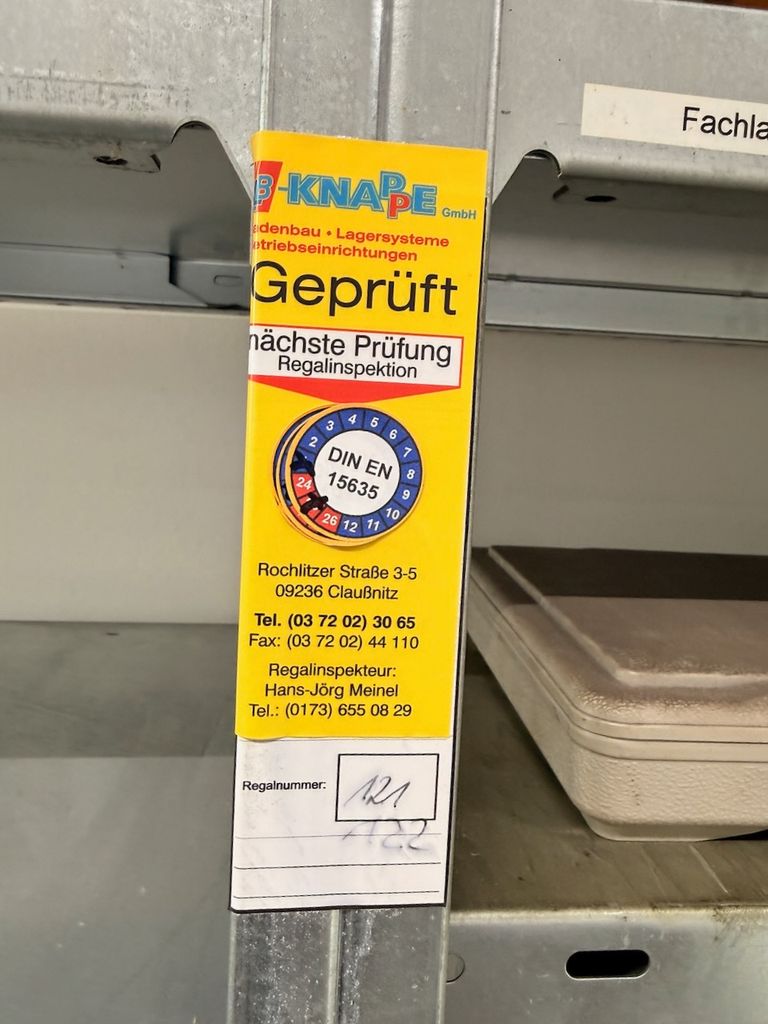 B-KNAPPE GmbH
adenbau • Lagersysteme
etriebseinrichtungen
Geprüft
nächste Prüfung
Regalinspektion
2 3 4 5 6 7 8 9 10 11 12 26 24
DIN EN
15635
Rochlitzer Straße 3-5
09236 Claußnitz
Tel. (03 72 02) 30 65
Fax: (03 72 02) 44 110
Regalinspekteur:
Hans-Jörg Meinel
Tel.: (0173) 655 08 29
Regalnummer: 121
122
Fachla